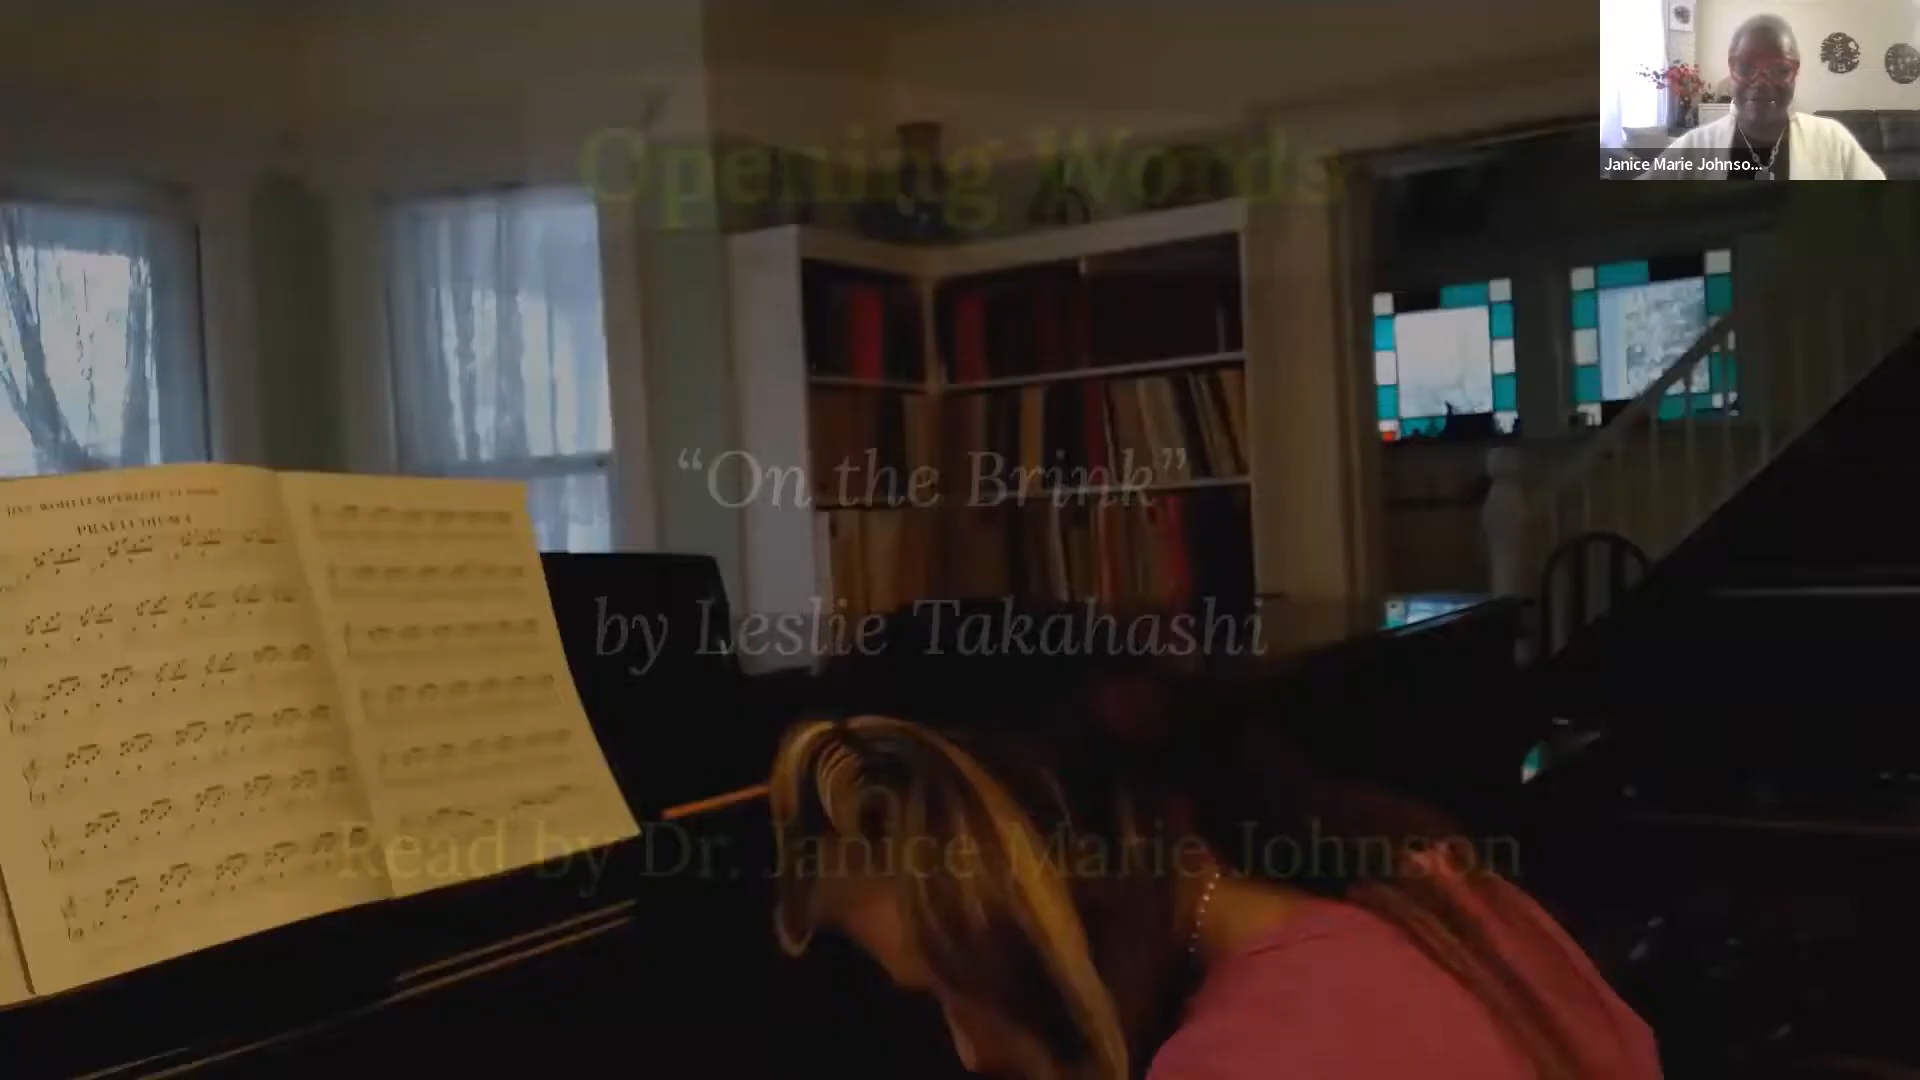 Janice Marie Johnso...
Opening Words
“On the Brink”
by Leslie Takahashi
PRAELUDIUM I
Read by Dr. Janice Marie Johnson